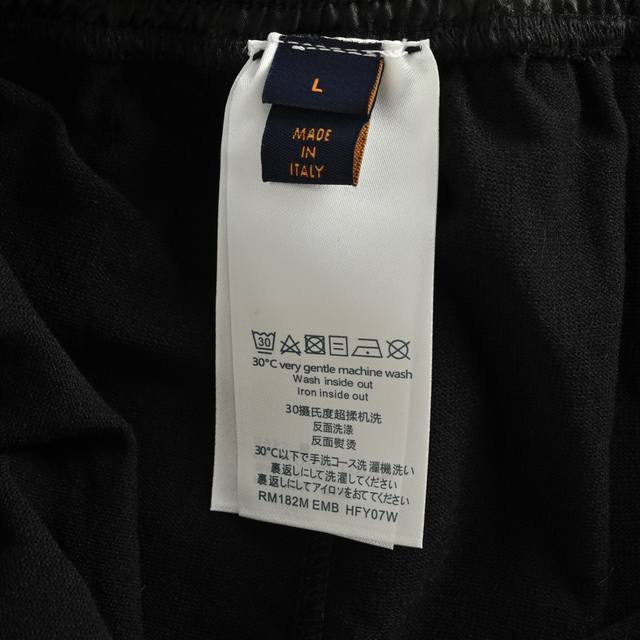 L
MADE
IN
ITALY
30
30°C very gentle machine wash
Wash inside out
Iron inside out
30摄氏度超揉机洗
反面洗涤
反面熨烫
30℃以下で手洗コース洗濯機洗い
裏返しにして洗濯してください
裏返しにしてアイロンをおててください
RM182M EMB HFY07W